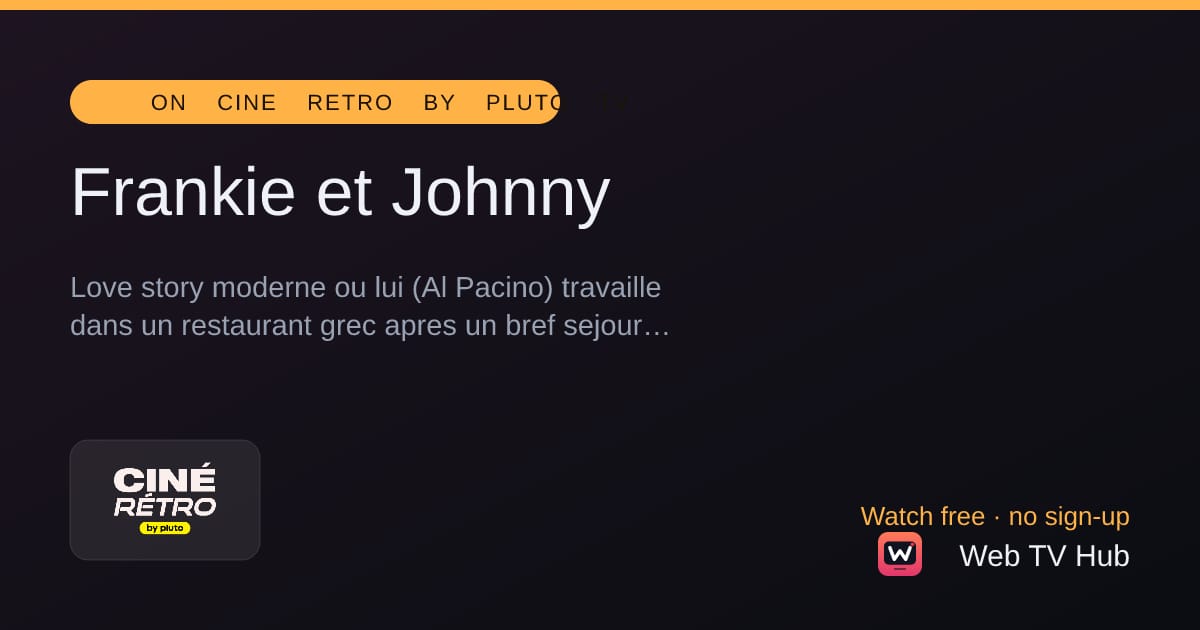 ON CINE RETRO BY PLUTO TV
Frankie et Johnny
Love story moderne ou lui (Al Pacino) travaille
dans un restaurant grec apres un bref sejour…
CINÉ
RÉTRO
by pluto
Watch free · no sign-up
W
Web TV Hub